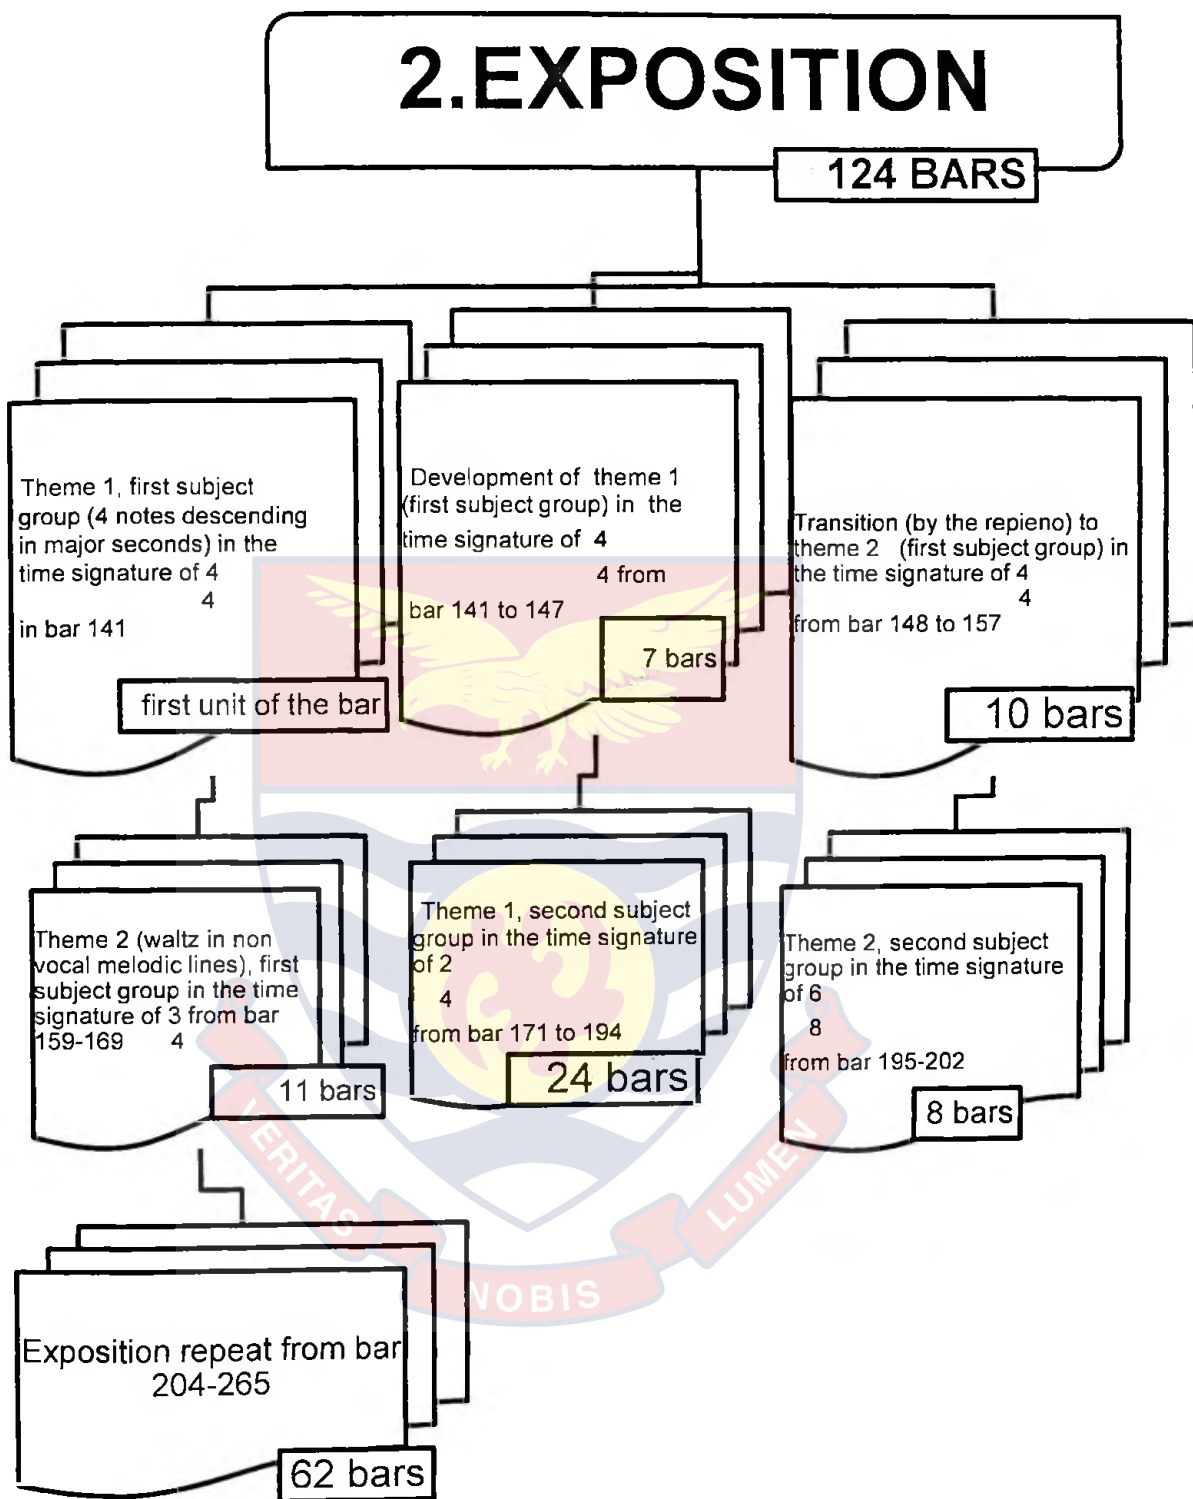 2.EXPOSITION
124 BARS
Theme 1, first subject
group (4 notes descending
in major seconds) in the
time signature of 4
4
in bar 141
first unit of the bar
Development of theme 1
(first subject group) in the
time signature of 4
4 from
bar 141 to 147
7 bars
Transition (by the repieno) to
theme 2 (first subject group) in
the time signature of 4
4
from bar 148 to 157
10 bars
Theme 2 (waltz in non
vocal melodic lines), first
subject group in the time
signature of 3 from bar
159-169 4
11 bars
Theme 1, second subject
group in the time signature
of 2
4
from bar 171 to 194
24 bars
Theme 2, second subject
group in the time signature
of 6
8
from bar 195-202
8 bars
Exposition repeat from bar
204-265
62 bars
VERITAS
NOBIS
LUMEN